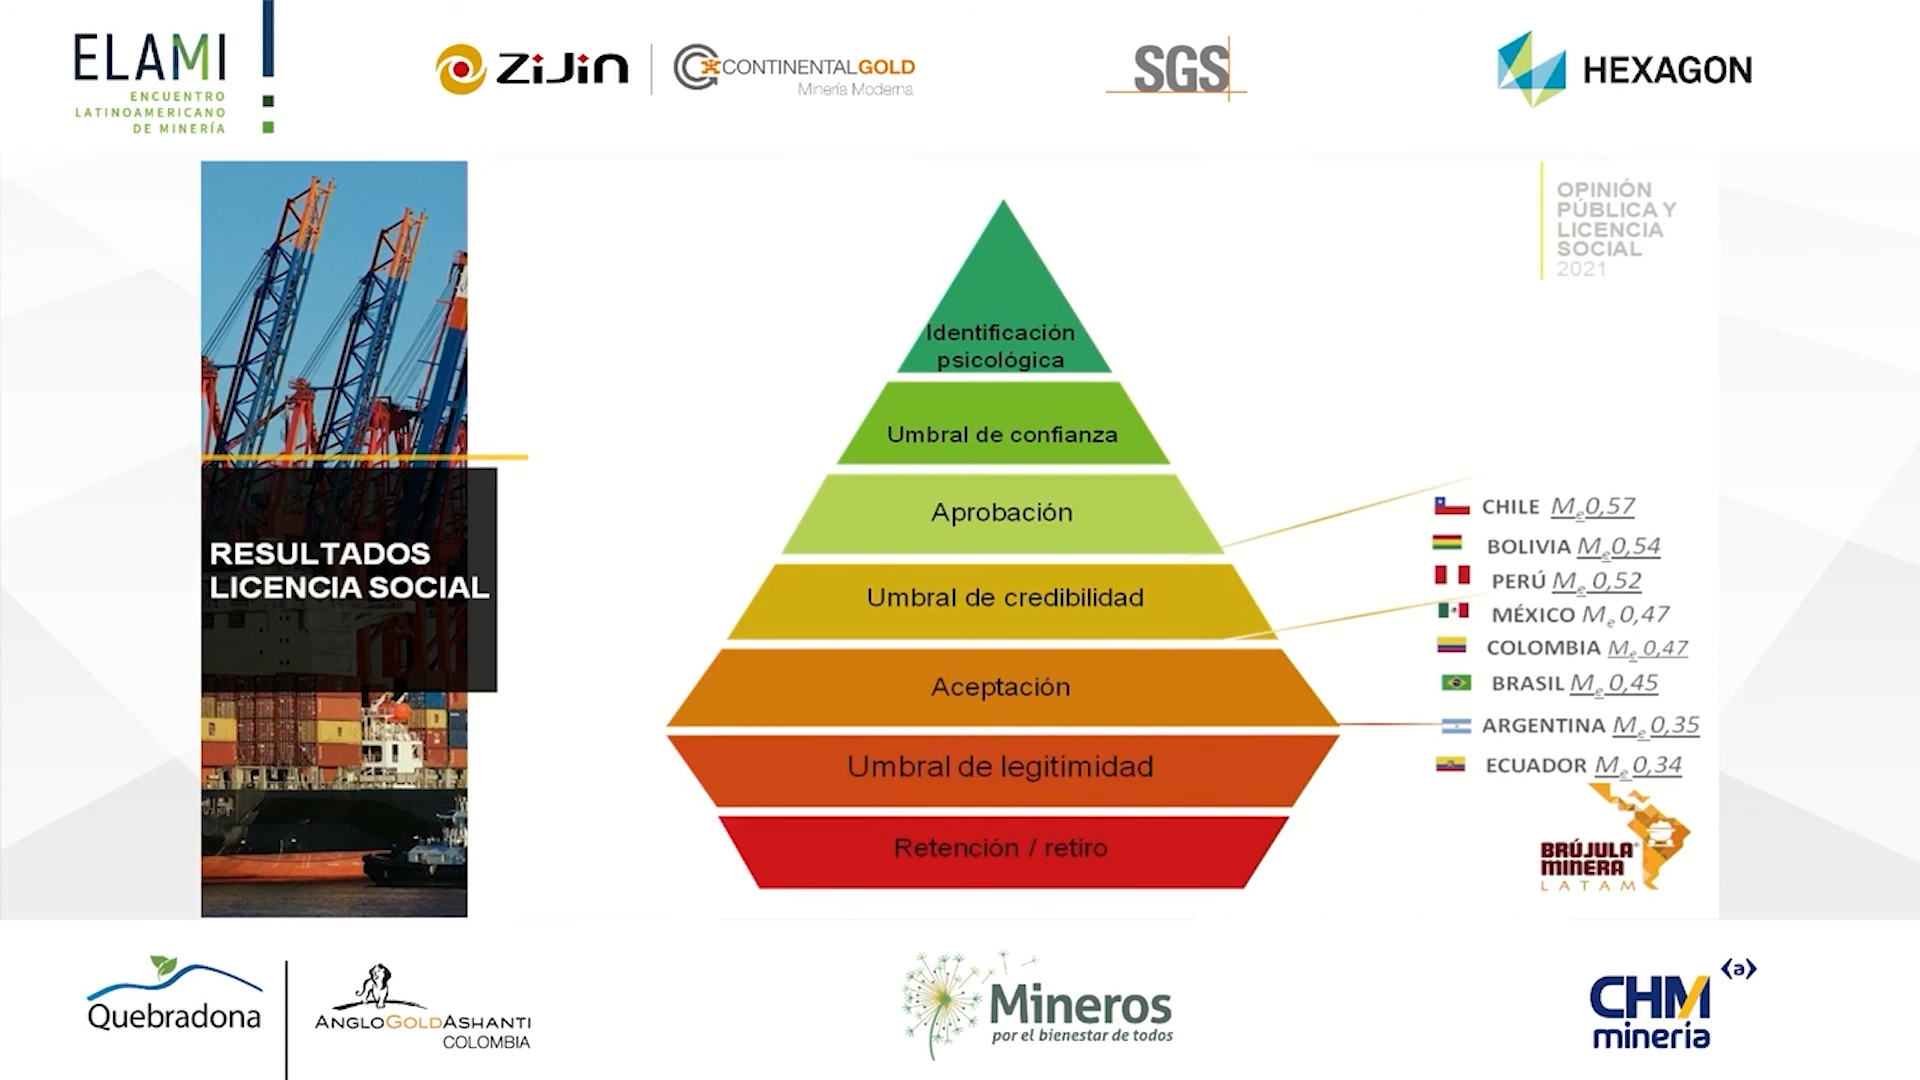 ELAMI
ENCUENTRO
LATINOAMERICANO
DE MINERÍA
ZiJin
CONTINENTALGOLD
Minería Moderna
SGS
HEXAGON
OPINIÓN
PÚBLICA Y
LICENCIA
SOCIAL
2021
RESULTADOS
LICENCIA SOCIAL
Identificación
psicológica
Umbral de confianza
Aprobación
Umbral de credibilidad
Aceptación
Umbral de legitimidad
Retención / retiro
CHILE Me0,57
BOLIVIA Me0,54
PERÚ Me 0,52
MÉXICO Me 0,47
COLOMBIA Me 0,47
BRASIL Me 0,45
ARGENTINA Me 0,35
ECUADOR Me 0,34
BRÚJULA
MINERA
LATAM
Quebradona
ANGLOGOLDASHANTI
COLOMBIA
Mineros
por el bienestar de todos
CHM
minería
(a)